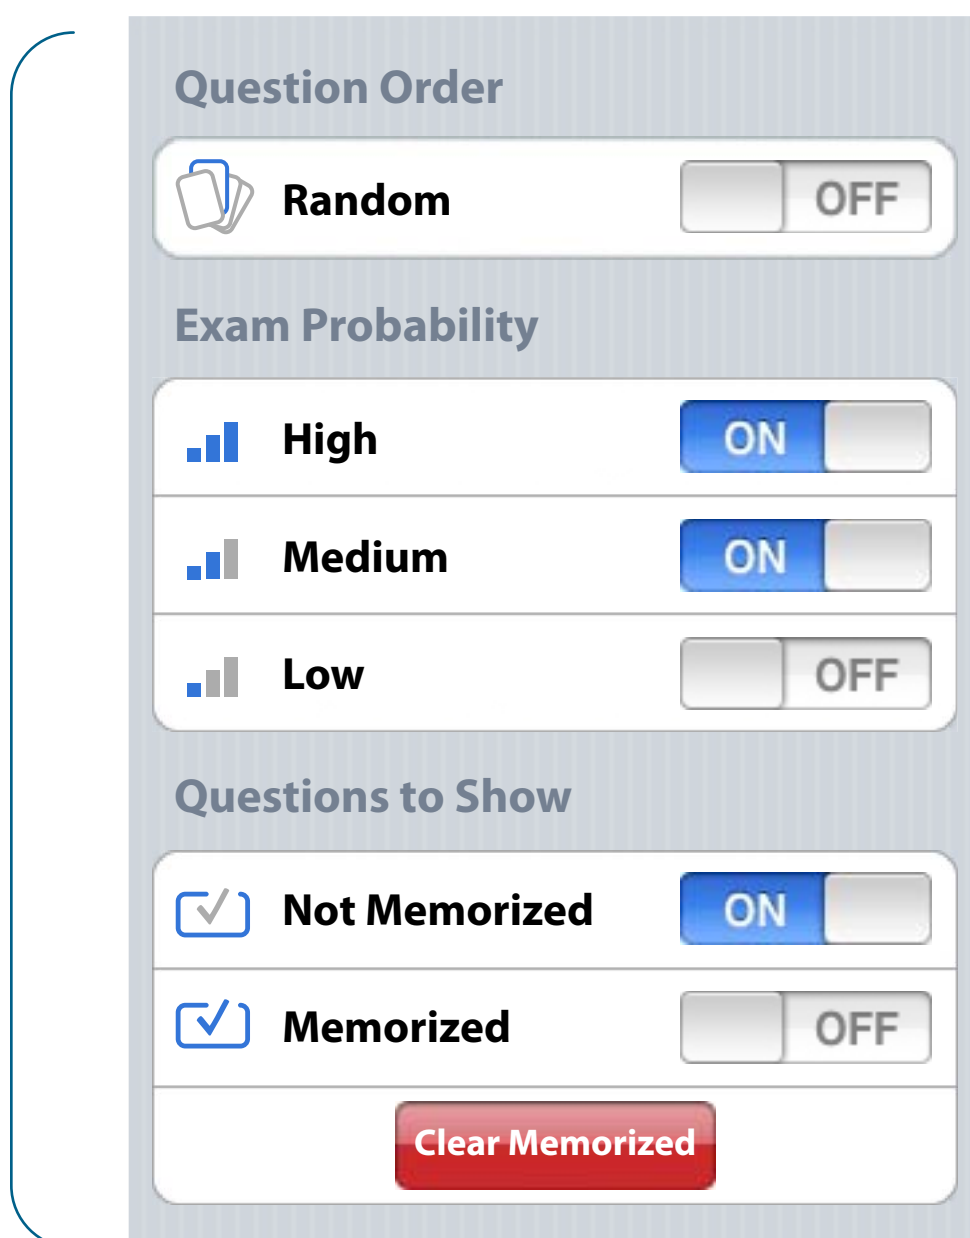 Question Order
Random OFF
Exam Probability
High ON
Medium ON
Low OFF
Questions to Show
Not Memorized ON
Memorized OFF
Clear Memorized